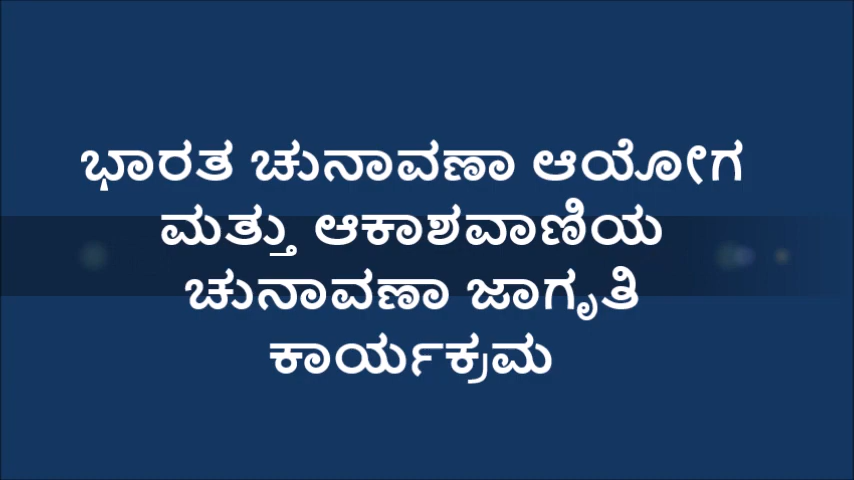 ಭಾರತ ಚುನಾವಣಾ ಆಯೋಗ
ಮತ್ತು ಆಕಾಶವಾಣಿಯ
ಚುನಾವಣಾ ಜಾಗೃತಿ
ಕಾರ್ಯಕ್ರಮ